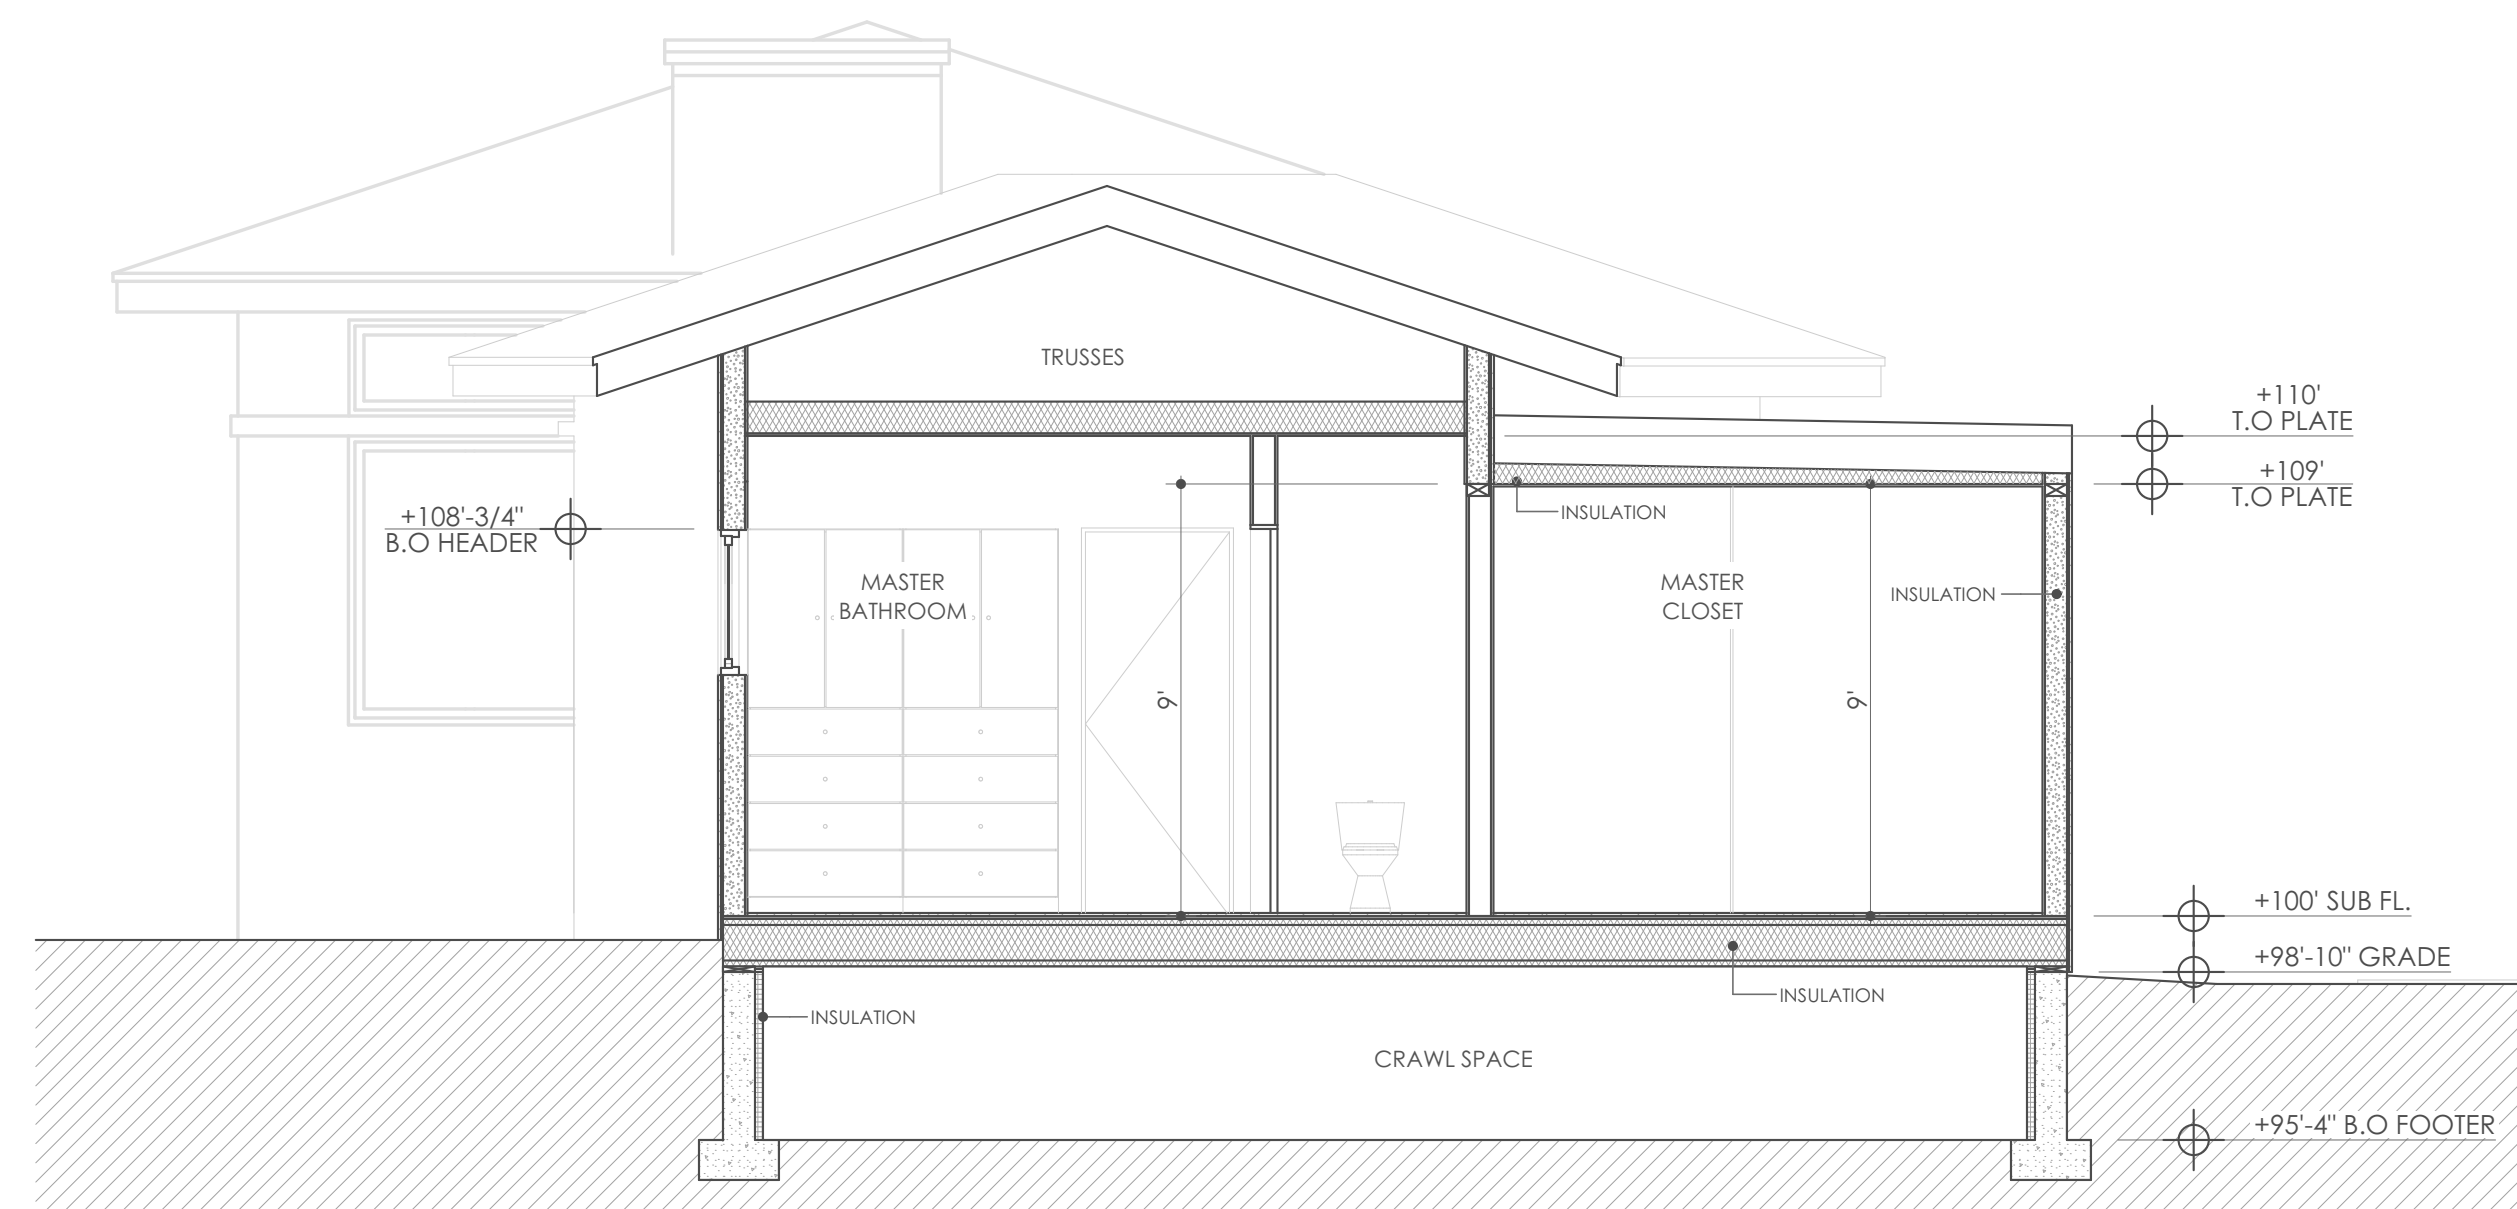 TRUSSES
+110'
T.O PLATE
+109'
T.O PLATE
+108'-3/4"
B.O HEADER
INSULATION
MASTER
BATHROOM
MASTER
CLOSET
INSULATION
9'
9'
+100' SUB FL.
+98'-10" GRADE
INSULATION
INSULATION
CRAWL SPACE
+95'-4" B.O FOOTER